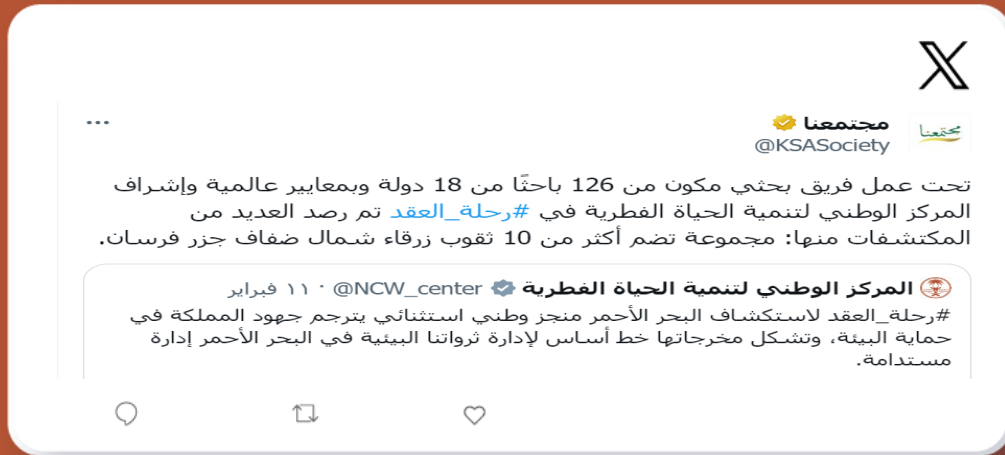 مجتمعنا
مجتمعنا
@KSASociety
تحت عمل فريق بحثي مكون من 126 باحثًا من 18 دولة وبمعايير عالمية وإشراف
المركز الوطني لتنمية الحياة الفطرية في #رحلة_العقد تم رصد العديد من
المكتشفات منها: مجموعة تضم أكثر من 10 ثقوب زرقاء شمال ضفاف جزر فرسان.
المركز الوطني لتنمية الحياة الفطرية @NCW_center · ١١ فبراير
#رحلة_العقد لاستكشاف البحر الأحمر منجز وطني استثنائي يترجم جهود المملكة في
حماية البيئة، وتشكل مخرجاتها خط أساس لإدارة ثرواتنا البيئية في البحر الأحمر إدارة
مستدامة.